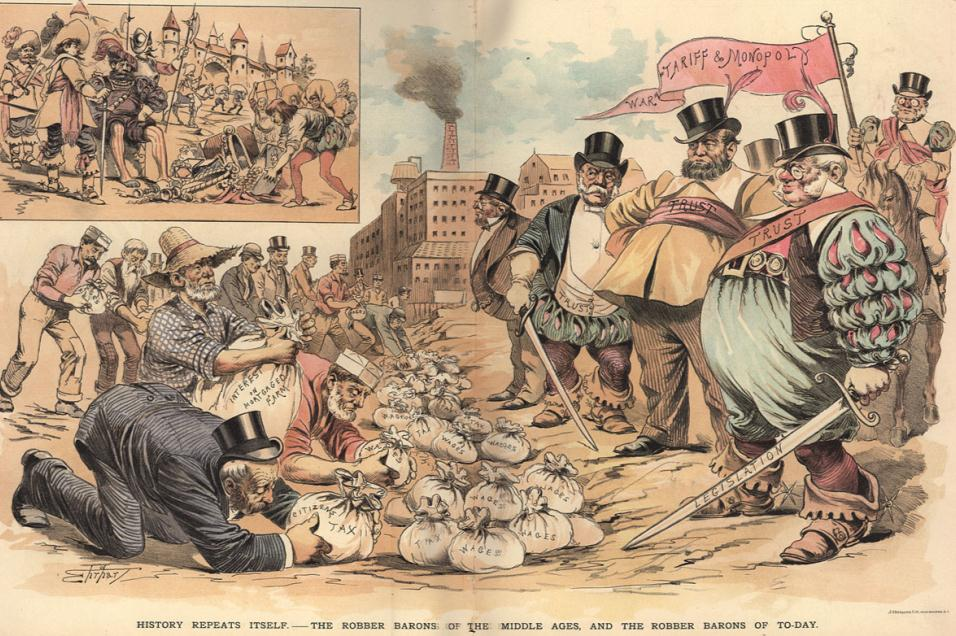 WAR
TARIFF & MONOPOLY
TRUST
TRUST
TRUST
INTEREST
ON
MORTGAGED
FARM
WAGES
WAGES
WAGES
WAGES
WAGES
WAGES
WAGES
CITIZENS
TAX
TAX
LEGISLATION
Ehrhart
HISTORY REPEATS ITSELF.—THE ROBBER BARONS OF THE MIDDLE AGES, AND THE ROBBER BARONS OF TO-DAY.